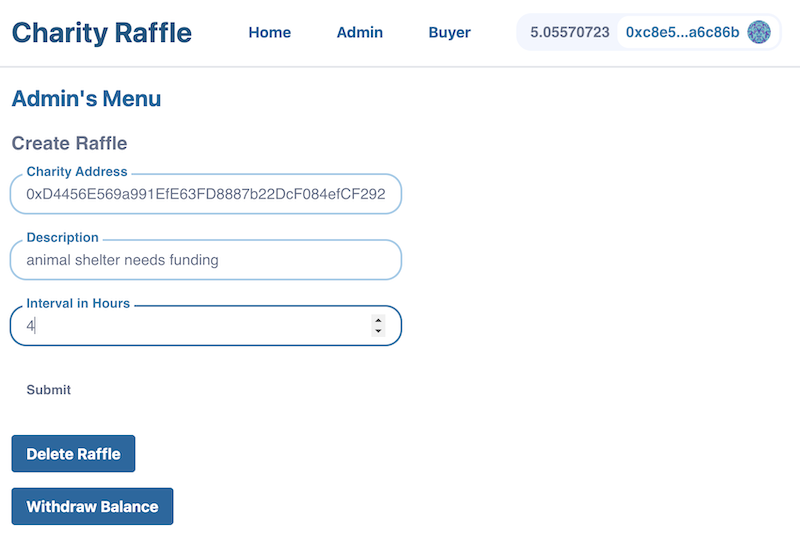 Charity Raffle Home Admin Buyer 5.05570723 0xc8e5...a6c86b
Admin's Menu
Create Raffle
Charity Address
0xD4456E569a991EfE63FD8887b22DcF084efCF292
Description
animal shelter needs funding
Interval in Hours
4
Submit
Delete Raffle
Withdraw Balance